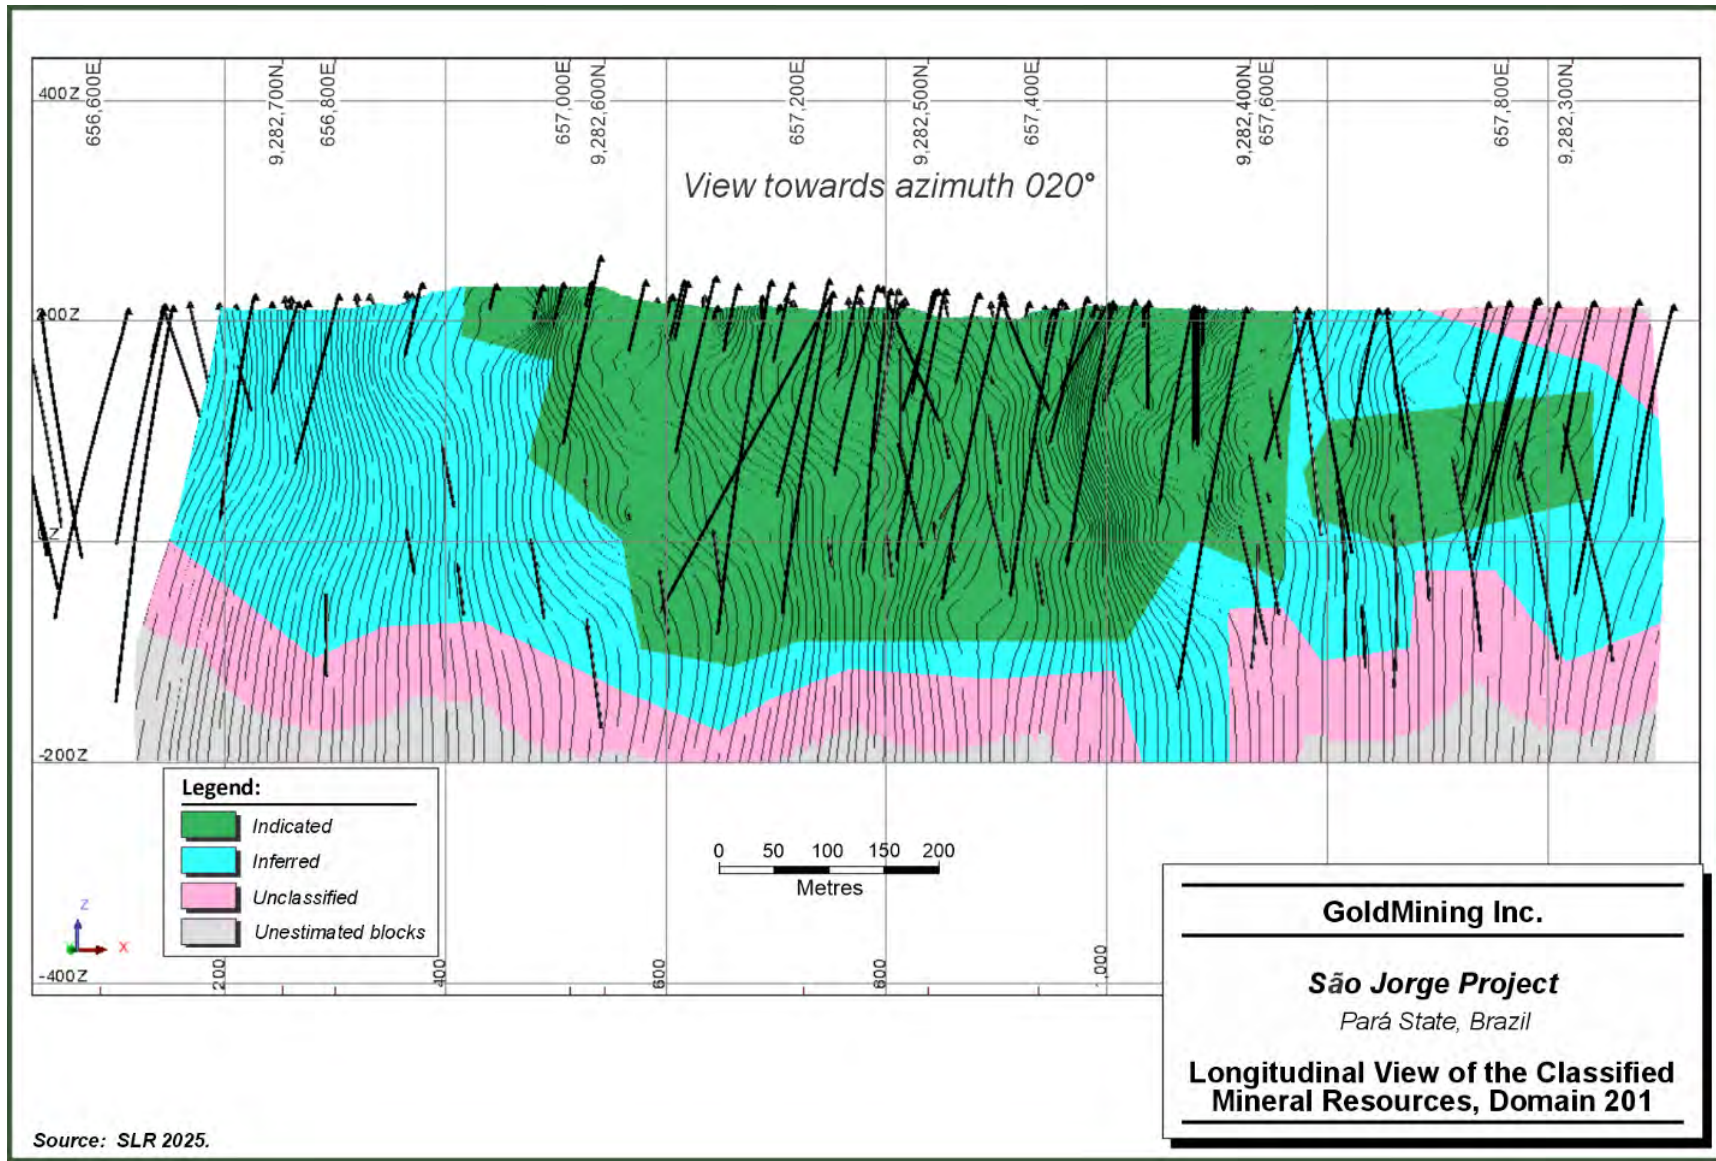 656,600E
9,282,700N
656,800E
657,000E
9,282,600N
657,200E
9,282,500N
657,400E
9,282,400N
657,600E
657,800E
9,282,300N
400Z
View towards azimuth 020°
200Z
0Z
-200Z
Legend:
Indicated
Inferred
Unclassified
Unestimated blocks
0 50 100 150 200
Metres
Z
X
-400Z
200
400
600
800
GoldMining Inc.
São Jorge Project
Pará State, Brazil
Longitudinal View of the Classified
Mineral Resources, Domain 201
Source: SLR 2025.